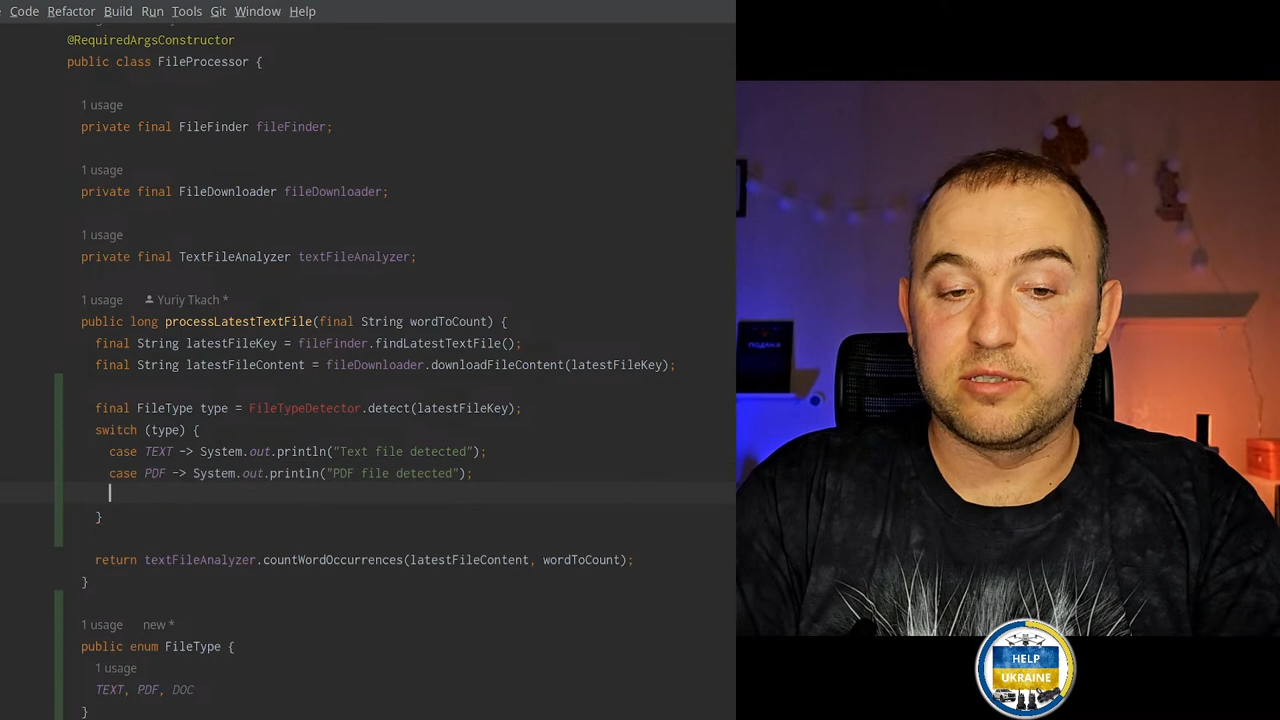 Code Refactor Build Run Tools Git Window Help
@RequiredArgsConstructor
public class FileProcessor {
1 usage
private final FileFinder fileFinder;
1 usage
private final FileDownloader fileDownloader;
1 usage
private final TextFileAnalyzer textFileAnalyzer;
1 usage Yuriy Tkach *
public long processLatestTextFile(final String wordToCount) {
final String latestFileKey = fileFinder.findLatestTextFile();
final String latestFileContent = fileDownloader.downloadFileContent(latestFileKey);
final FileType type = FileTypeDetector.detect(latestFileKey);
switch (type) {
case TEXT -> System.out.println("Text file detected");
case PDF -> System.out.println("PDF file detected");
}
return textFileAnalyzer.countWordOccurrences(latestFileContent, wordToCount);
}
1 usage new *
public enum FileType {
1 usage
TEXT, PDF, DOC
}
HELP
UKRAINE